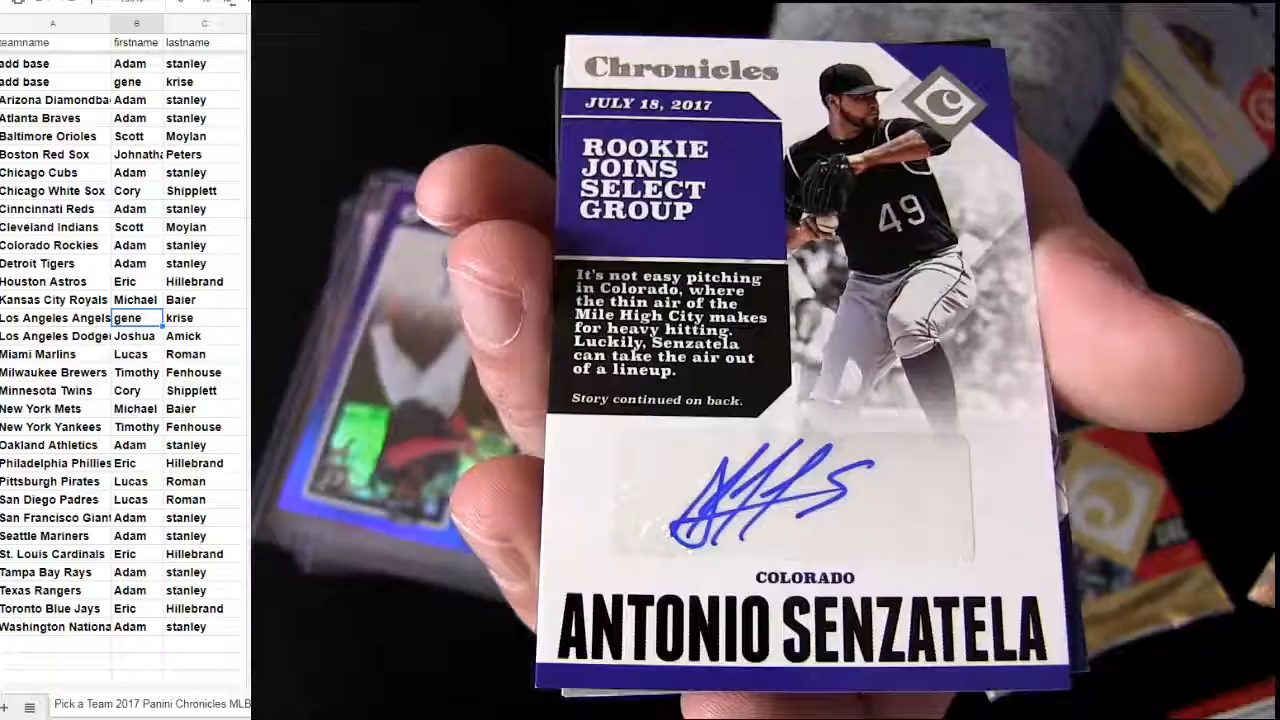 A B C
teamname firstname lastname
add base Adam stanley
add base gene krise
Arizona Diamondba Adam stanley
Atlanta Braves Adam stanley
Baltimore Orioles Scott Moylan
Boston Red Sox Johnatha Peters
Chicago Cubs Adam stanley
Chicago White Sox Cory Shipplett
Cinncinnati Reds Adam stanley
Cleveland Indians Scott Moylan
Colorado Rockies Adam stanley
Detroit Tigers Adam stanley
Houston Astros Eric Hillebrand
Kansas City Royals Michael Baier
Los Angeles Angels gene krise
Los Angeles Dodge Joshua Amick
Miami Marlins Lucas Roman
Milwaukee Brewers Timothy Fenhouse
Minnesota Twins Cory Shipplett
New York Mets Michael Baier
New York Yankees Timothy Fenhouse
Oakland Athletics Adam stanley
Philadelphia Phillies Eric Hillebrand
Pittsburgh Pirates Lucas Roman
San Diego Padres Lucas Roman
San Francisco Giant Adam stanley
Seattle Mariners Adam stanley
St. Louis Cardinals Eric Hillebrand
Tampa Bay Rays Adam stanley
Texas Rangers Adam stanley
Toronto Blue Jays Eric Hillebrand
Washington Nationa Adam stanley
Pick a Team 2017 Panini Chronicles MLB
Chronicles
JULY 18, 2017
ROOKIE
JOINS
SELECT
GROUP
It's not easy pitching
in Colorado, where
the thin air of the
Mile High City makes
for heavy hitting.
Luckily, Senzatela
can take the air out
of a lineup.
Story continued on back.
C
49
COLORADO
ANTONIO SENZATELA